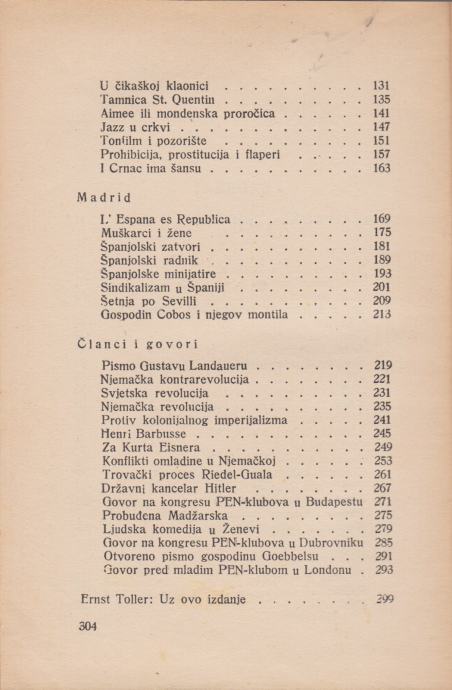 U čikaškoj klaonici . . . . . . . . . . 131
Tamnica St. Quentin . . . . . . . . . . 135
Aimee ili mondenska proročica . . . . . . 141
Jazz u crkvi . . . . . . . . . . . . . 147
Tonfilm i pozorište . . . . . . . . . . 151
Prohibicija, prostitucija i flaperi . . . . . 157
I Crnac ima šansu . . . . . . . . . . . 163
Madrid
L' Espana es Republica . . . . . . . . . 169
Muškarci i žene . . . . . . . . . . 175
Španjolski zatvori . . . . . . . . . . . 181
Španjolski radnik . . . . . . . . . . . 189
Španjolske minijatire . . . . . . . . . . 193
Sindikalizam u Španiji . . . . . . . . . 201
Šetnja po Sevilli . . . . . . . . . . . 209
Gospodin Cobos i njegov montila . . . . . 213
Članci i govori
Pismo Gustavu Landaueru . . . . . . . . 219
Njemačka kontrarevolucija . . . . . . . . 221
Svjetska revolucija . . . . . . . . . . 231
Njemačka revolucija . . . . . . . . . . 235
Protiv kolonijalnog imperijalizma . . . . . 241
Henri Barbusse . . . . . . . . . . . . 245
Za Kurta Eisnera . . . . . . . . . . . 249
Konflikti omladine u Njemačkoj . . . . . . 253
Trovački proces Riedel-Guala . . . . . . 261
Državni kancelar Hitler . . . . . . . . 267
Govor na kongresu PEN-klubova u Budapestu 271
Probuđena Madžarska . . . . . . . . . 275
Ljudska komedija u Ženevi . . . . . . . 279
Govor na kongresu PEN-klubova u Dubrovniku 285
Otvoreno pismo gospodinu Goebbelsu . . . 291
Govor pred mladim PEN-klubom u Londonu . 293
Ernst Toller: Uz ovo izdanje . . . . . . . . 299
304